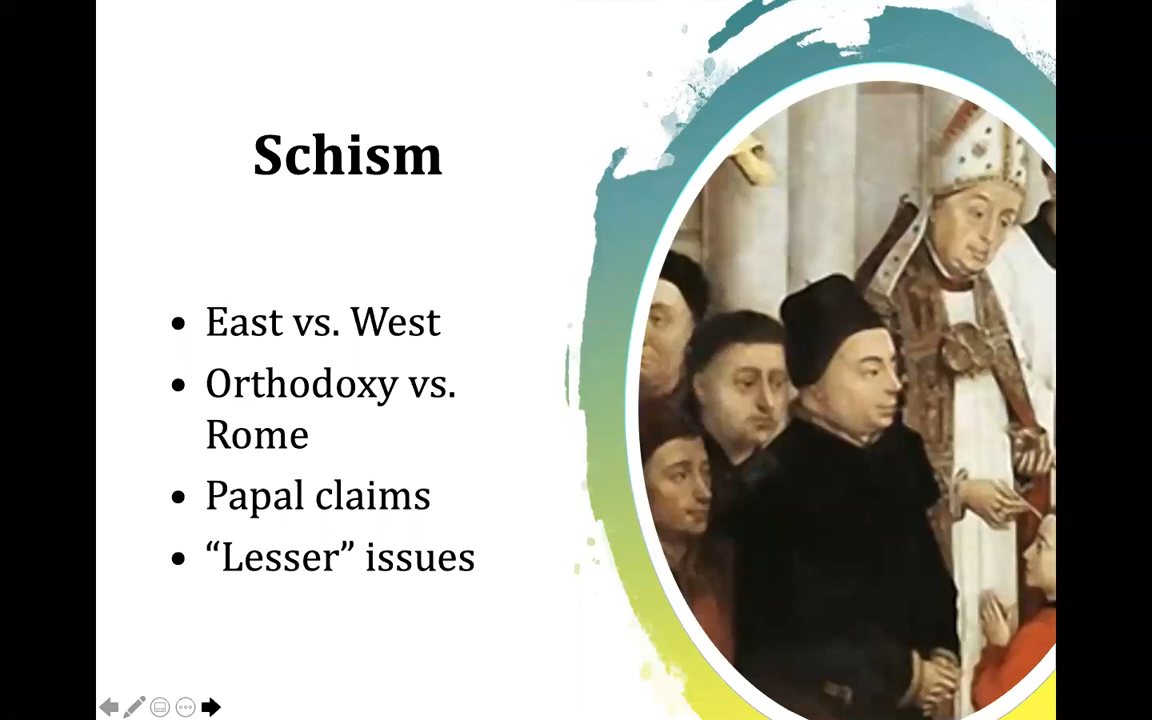 Schism
• East vs. West
• Orthodoxy vs.
Rome
• Papal claims
• “Lesser” issues